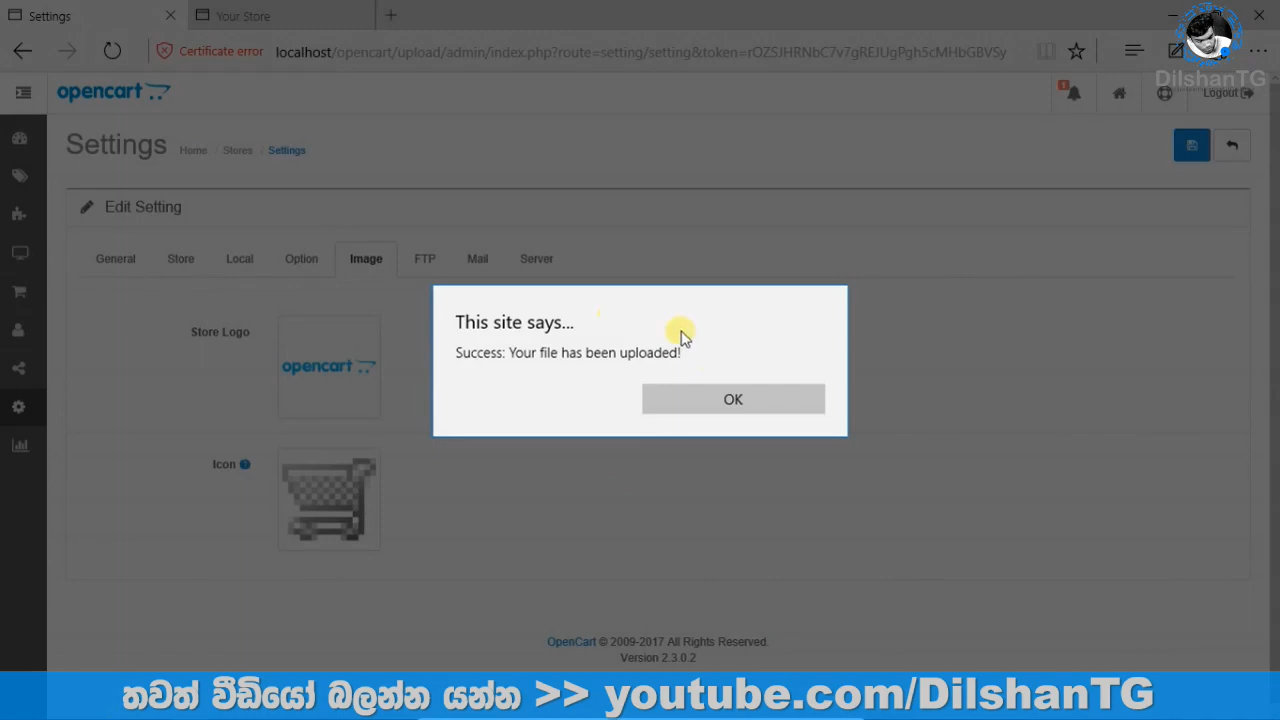 Settings
Your Store
Certificate error
localhost/opencart/upload/admin/index.php?route=setting/setting&token=rOZSJHRNbC7v7gREJUgPgh5cMHbGBVSy
DilshanTG
opencart
1
Logout
Settings
Home / Stores / Settings
Edit Setting
General
Store
Local
Option
Image
FTP
Mail
Server
This site says...
Success: Your file has been uploaded!
OK
Store Logo
opencart
Icon
OpenCart © 2009-2017 All Rights Reserved.
Version 2.3.0.2
තවත් වීඩියෝ බලන්න යන්න >> youtube.com/DilshanTG